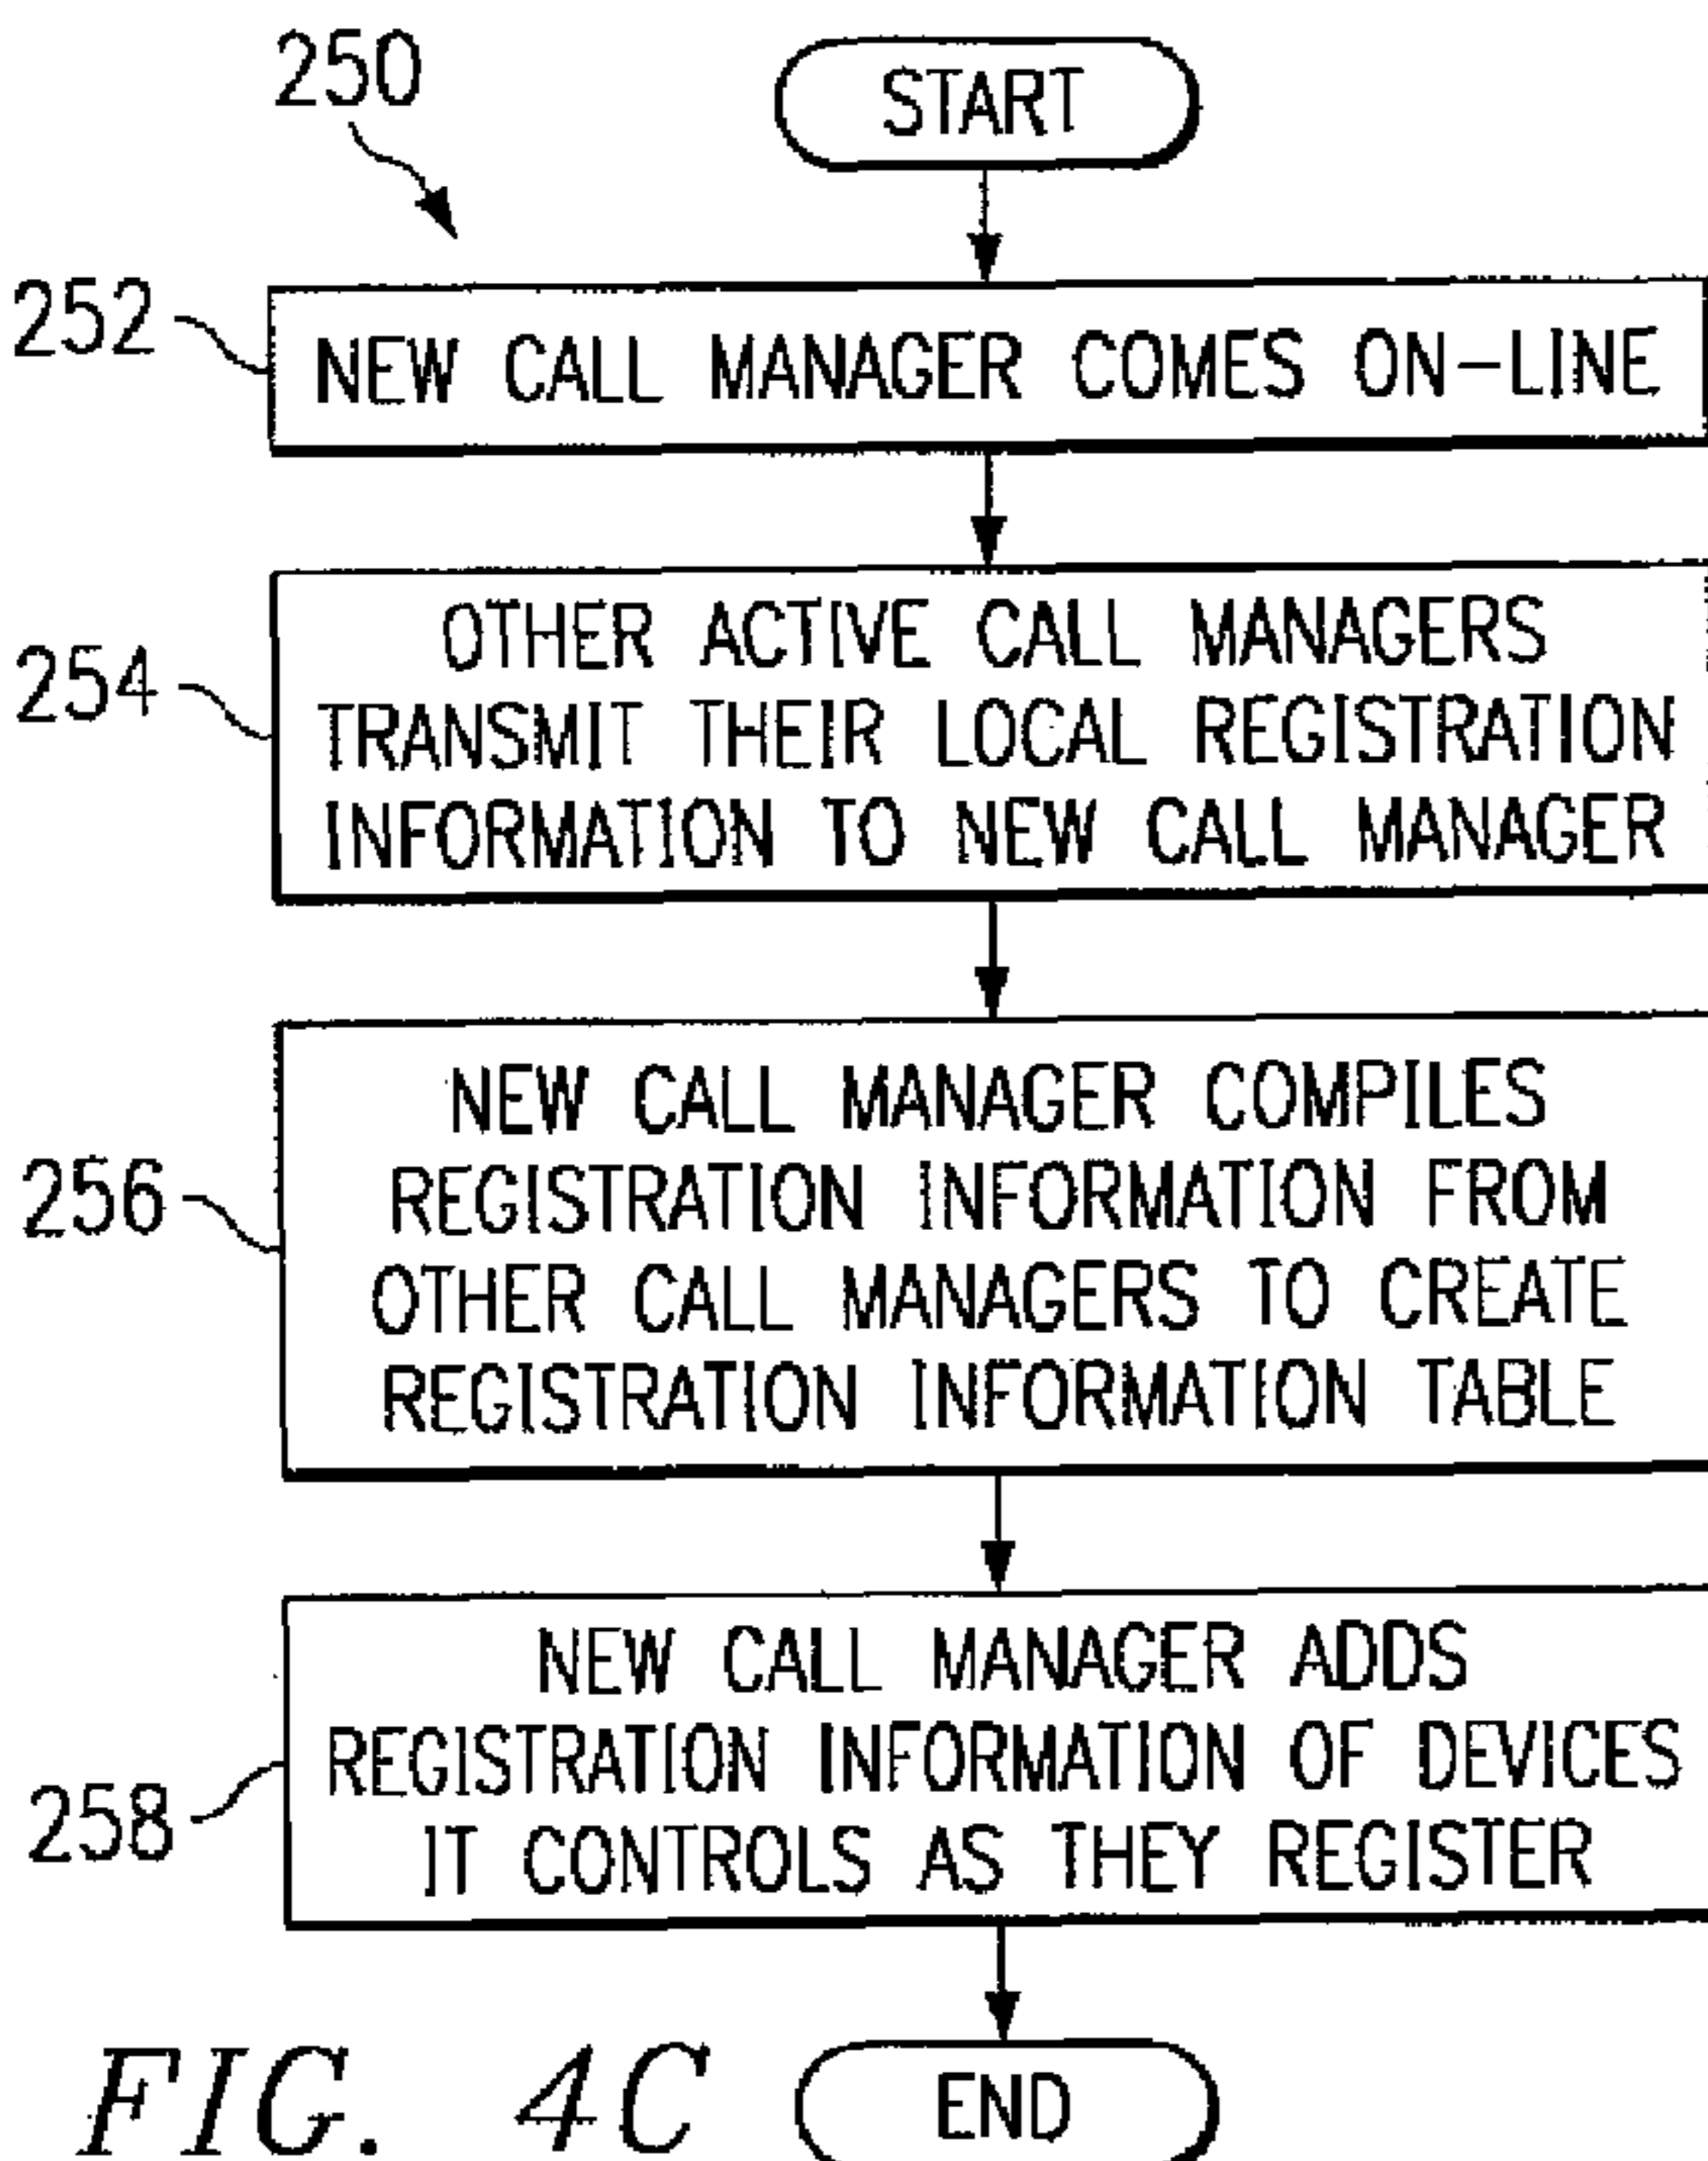 250
START
252
NEW CALL MANAGER COMES ON-LINE
254
OTHER ACTIVE CALL MANAGERS
TRANSMIT THEIR LOCAL REGISTRATION
INFORMATION TO NEW CALL MANAGER
256
NEW CALL MANAGER COMPILES
REGISTRATION INFORMATION FROM
OTHER CALL MANAGERS TO CREATE
REGISTRATION INFORMATION TABLE
258
NEW CALL MANAGER ADDS
REGISTRATION INFORMATION OF DEVICES
IT CONTROLS AS THEY REGISTER
END
FIG. 4C